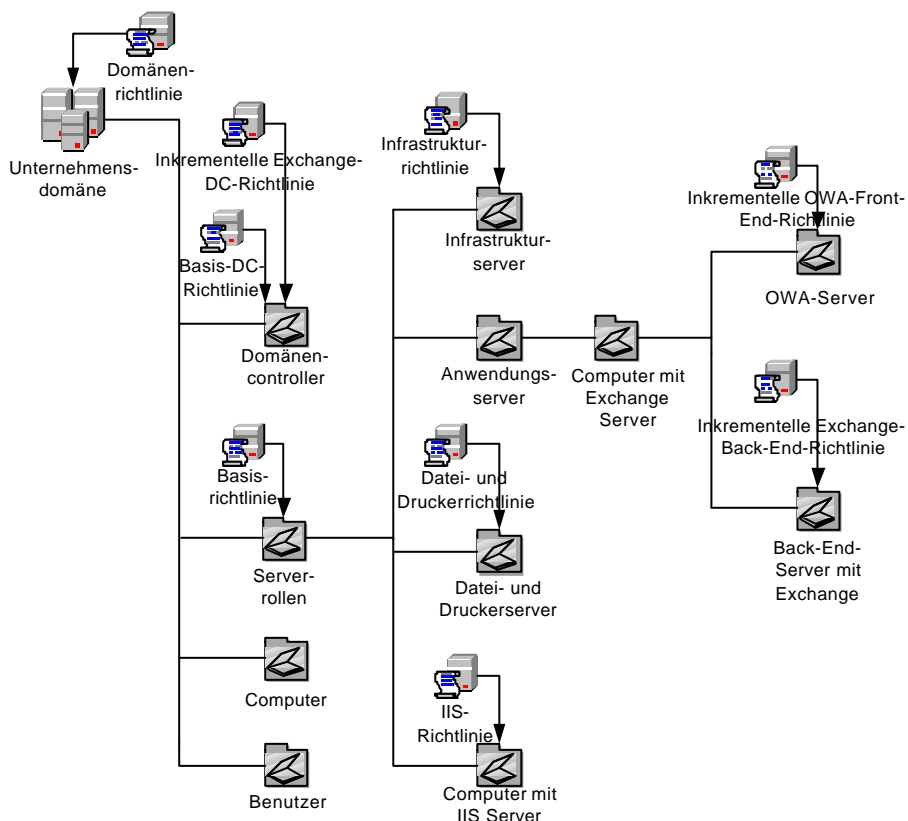 Domänen-
richtlinie
Unternehmens-
domäne
Inkrementelle Exchange-
DC-Richtlinie
Basis-DC-
Richtlinie
Domänen-
controller
Basis-
richtlinie
Server-
rollen
Computer
Benutzer
Infrastruktur-
richtlinie
Infrastruktur-
server
Anwendungs-
server
Computer mit
Exchange
Server
Datei- und
Druckerrichtlinie
Datei- und
Druckerserver
IIS-
Richtlinie
Computer mit
IIS Server
Inkrementelle OWA-Front-
End-Richtlinie
OWA-Server
Inkrementelle Exchange-
Back-End-Richtlinie
Back-End-
Server mit
Exchange